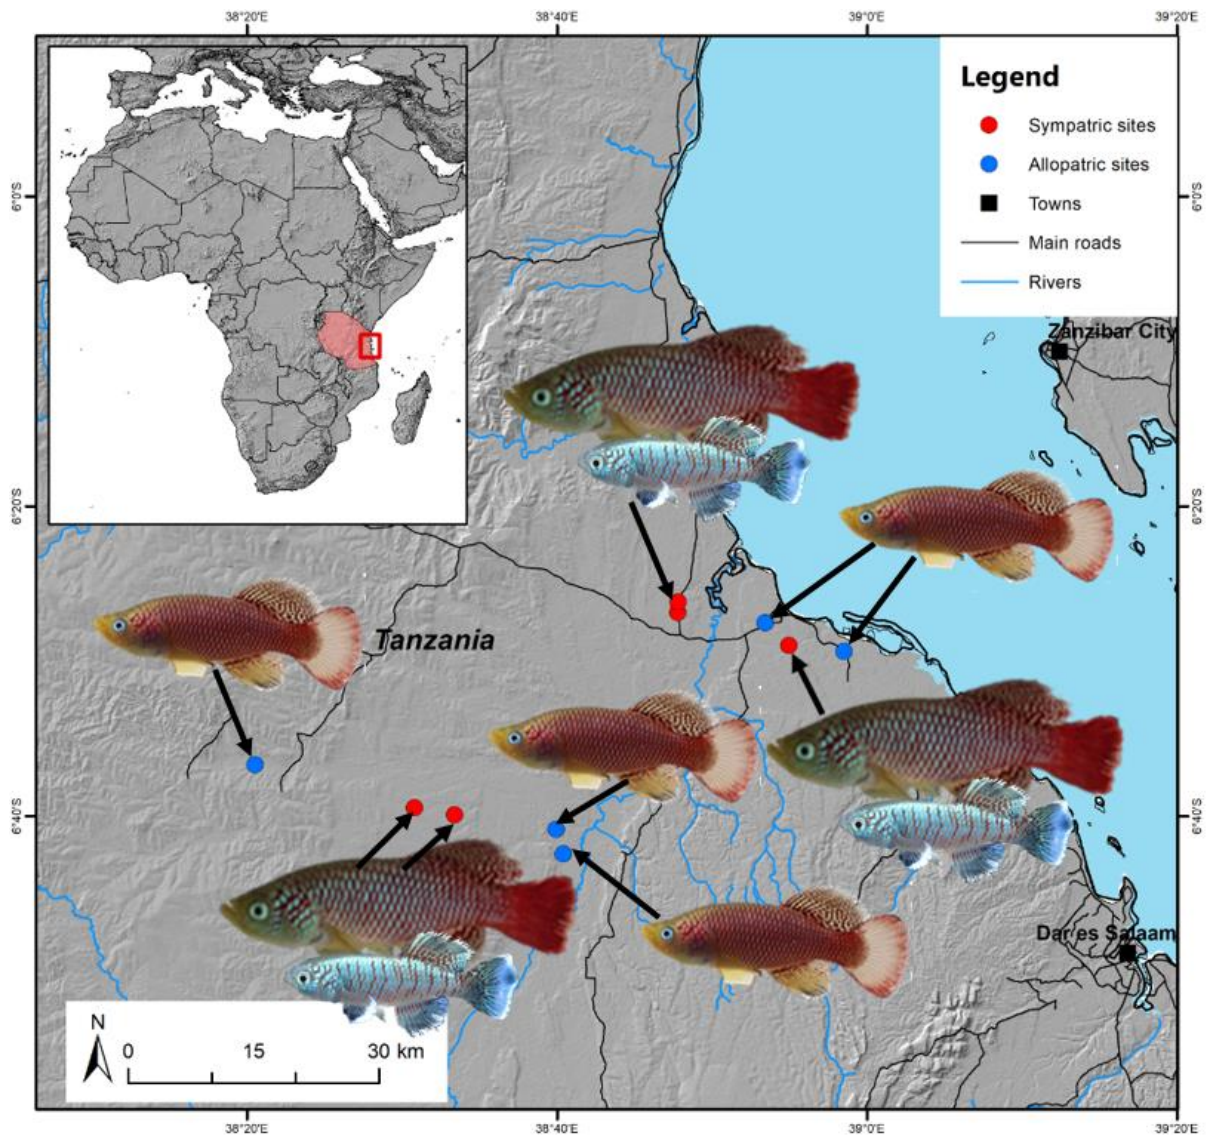 38°20'E 38°40'E 39°0'E 39°20'E
Legend
Sympatric sites
Allopatric sites
Towns
Main roads
Rivers
6°0'S 6°0'S
Zanzibar City
6°20'S 6°20'S
Tanzania
6°40'S 6°40'S
Dar es Salaam
N
0 15 30 km
38°20'E 38°40'E 39°0'E 39°20'E